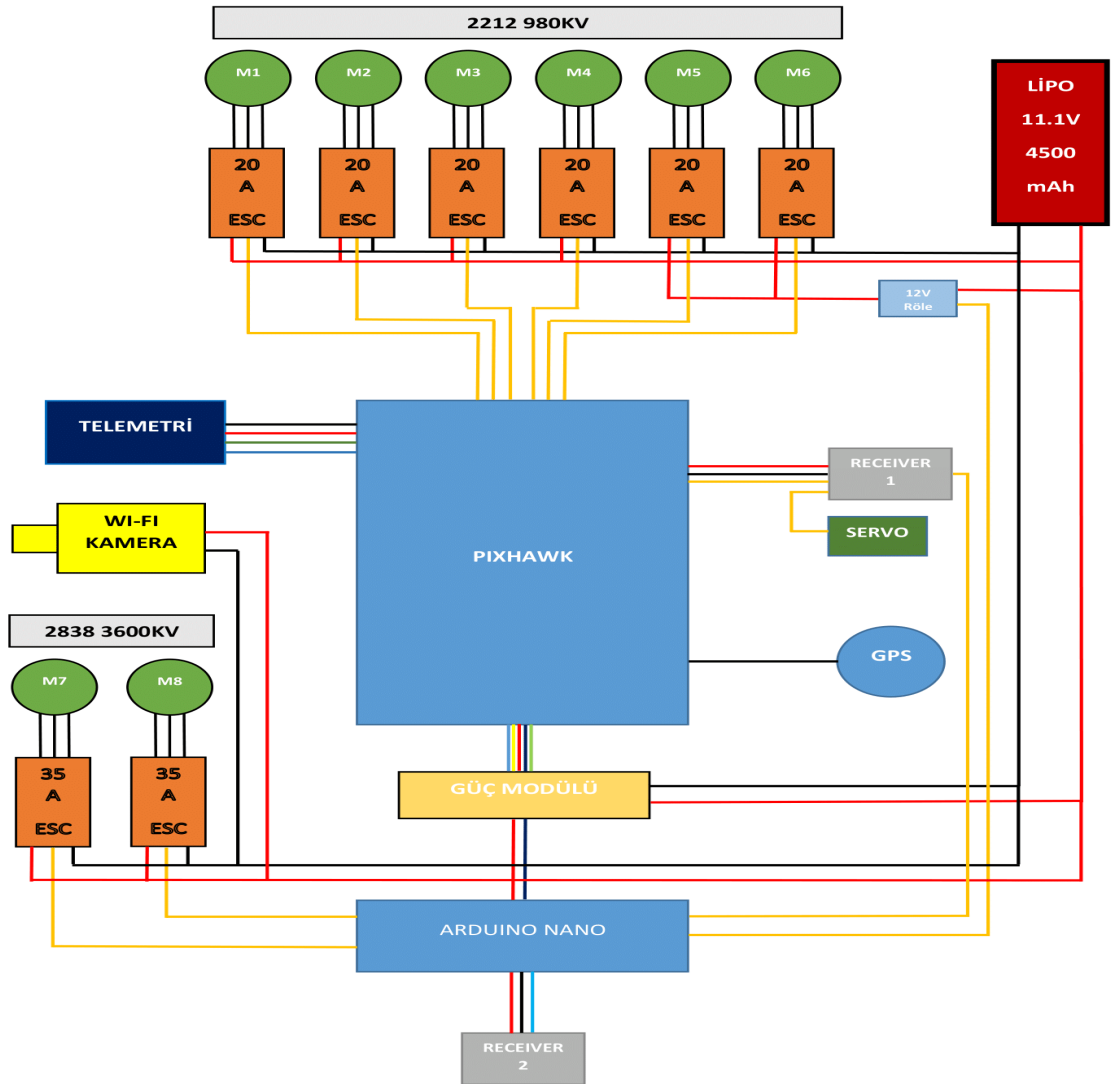 2212 980KV
M1
M2
M3
M4
M5
M6
LİPO
11.1V
4500
mAh
20
A
ESC
20
A
ESC
20
A
ESC
20
A
ESC
20
A
ESC
20
A
ESC
12V
Röle
TELEMETRİ
RECEIVER
1
WI-FI
KAMERA
SERVO
PIXHAWK
2838 3600KV
GPS
M7
M8
35
A
ESC
35
A
ESC
GÜÇ MODÜLÜ
ARDUINO NANO
RECEIVER
2